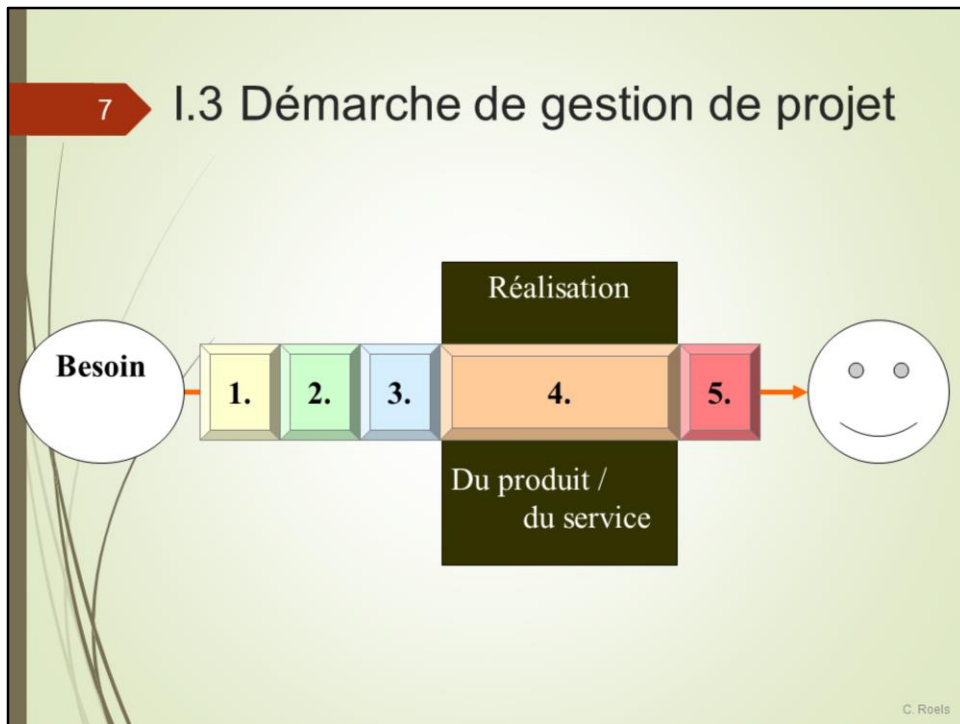 7
I.3 Démarche de gestion de projet
Réalisation
Besoin
1.
2.
3.
4.
5.
Du produit /
du service
C. Roels